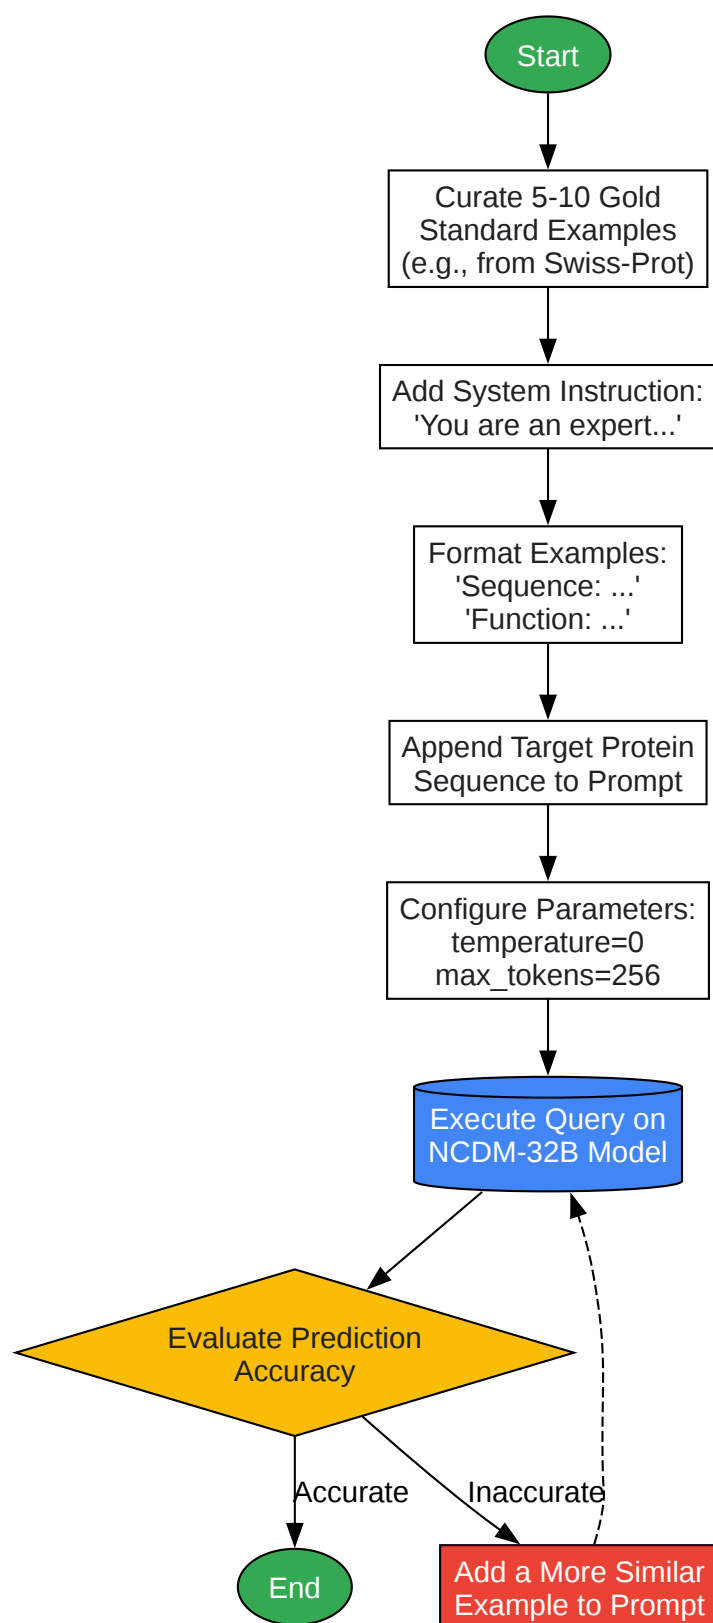 Start
Curate 5-10 Gold
Standard Examples
(e.g., from Swiss-Prot)
Add System Instruction:
'You are an expert...'
Format Examples:
'Sequence: ...'
'Function: ...'
Append Target Protein
Sequence to Prompt
Configure Parameters:
temperature=0
max_tokens=256
Execute Query on
NCDM-32B Model
Evaluate Prediction
Accuracy
Accurate
Inaccurate
End
Add a More Similar
Example to Prompt